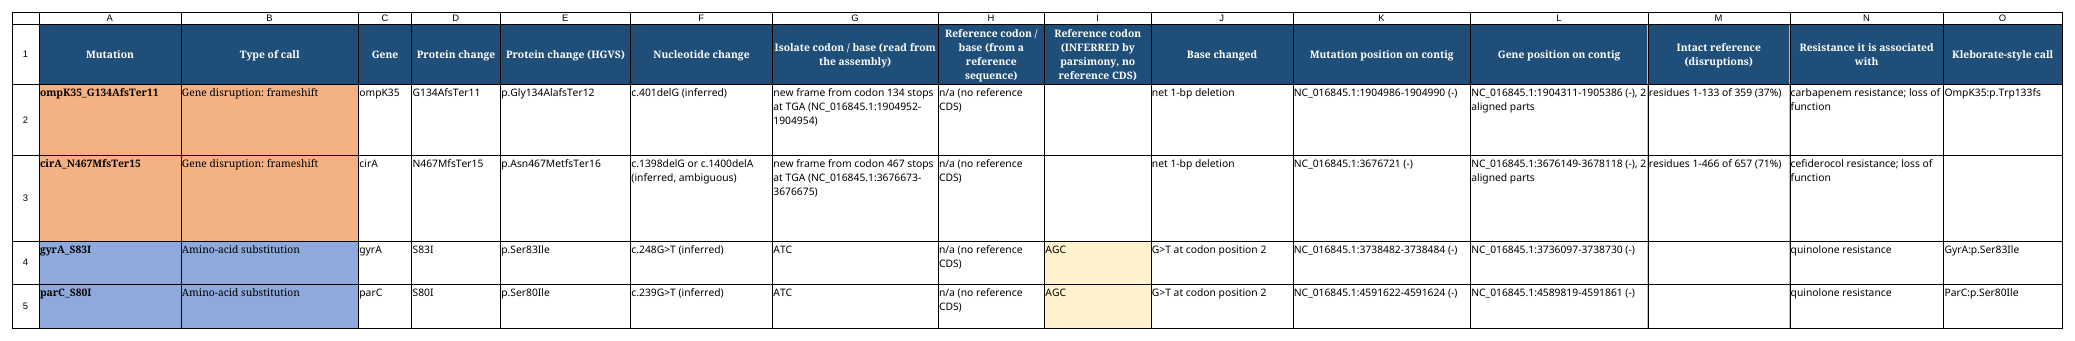 A B C D E F G H I J K L M N O
1 Mutation Type of call Gene Protein change Protein change (HGVS) Nucleotide change Isolate codon / base (read from the assembly) Reference codon / base (from a reference sequence) Reference codon (INFERRED by parsimony, no reference CDS) Base changed Mutation position on contig Gene position on contig Intact reference (disruptions) Resistance it is associated with Kleborate-style call
2 ompK35_G134AfsTer11 Gene disruption: frameshift ompK35 G134AfsTer11 p.Gly134AlafsTer12 c.401delG (inferred) new frame from codon 134 stops at TGA (NC_016845.1:1904952-1904954) n/a (no reference CDS) net 1-bp deletion NC_016845.1:1904986-1904990 (-) NC_016845.1:1904311-1905386 (-), 2 aligned parts residues 1-133 of 359 (37%) carbapenem resistance; loss of function OmpK35:p.Trp133fs
3 cirA_N467MfsTer15 Gene disruption: frameshift cirA N467MfsTer15 p.Asn467MetfsTer16 c.1398delG or c.1400delA (inferred, ambiguous) new frame from codon 467 stops at TGA (NC_016845.1:3676673-3676675) n/a (no reference CDS) net 1-bp deletion NC_016845.1:3676721 (-) NC_016845.1:3676149-3678118 (-), 2 aligned parts residues 1-466 of 657 (71%) cefiderocol resistance; loss of function
4 gyrA_S83I Amino-acid substitution gyrA S83I p.Ser83Ile c.248G>T (inferred) ATC n/a (no reference CDS) AGC G>T at codon position 2 NC_016845.1:3738482-3738484 (-) NC_016845.1:3736097-3738730 (-) quinolone resistance GyrA:p.Ser83Ile
5 parC_S80I Amino-acid substitution parC S80I p.Ser80Ile c.239G>T (inferred) ATC n/a (no reference CDS) AGC G>T at codon position 2 NC_016845.1:4591622-4591624 (-) NC_016845.1:4589819-4591861 (-) quinolone resistance ParC:p.Ser80Ile